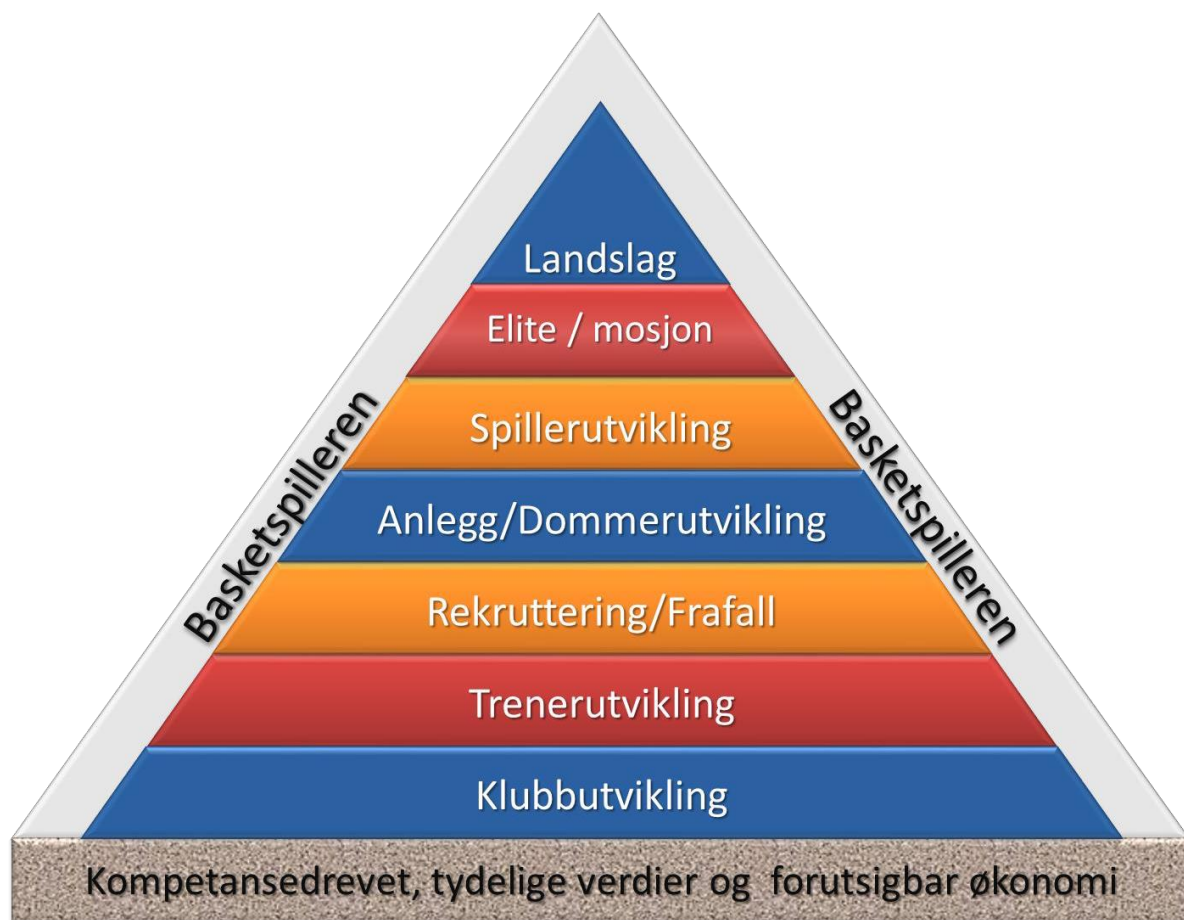 Landslag
Elite / mosjon
Spillerutvikling
Anlegg/Dommerutvikling
Rekruttering/Frafall
Trenerutvikling
Klubbutvikling
Basketspilleren
Basketspilleren
Kompetansedrevet, tydelige verdier og forutsigbar økonomi